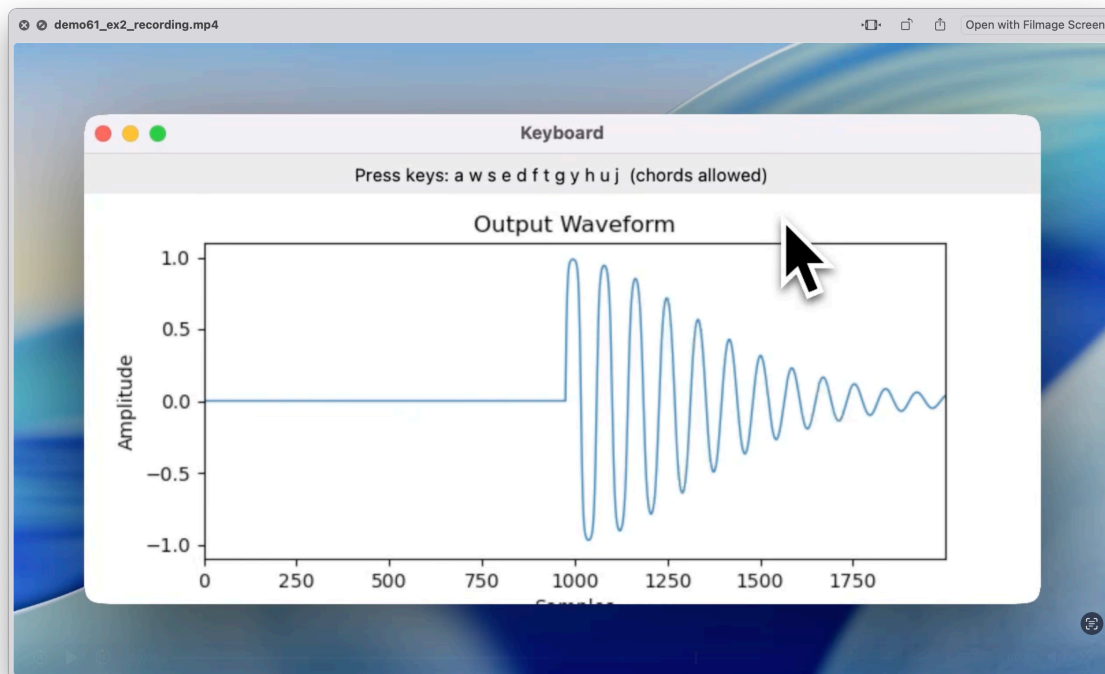 demo61_ex2_recording.mp4
Open with Filmage Screen
Keyboard
Press keys: a w s e d f t g y h u j (chords allowed)
Output Waveform
1.0
0.5
0.0
−0.5
−1.0
Amplitude
0 250 500 750 1000 1250 1500 1750